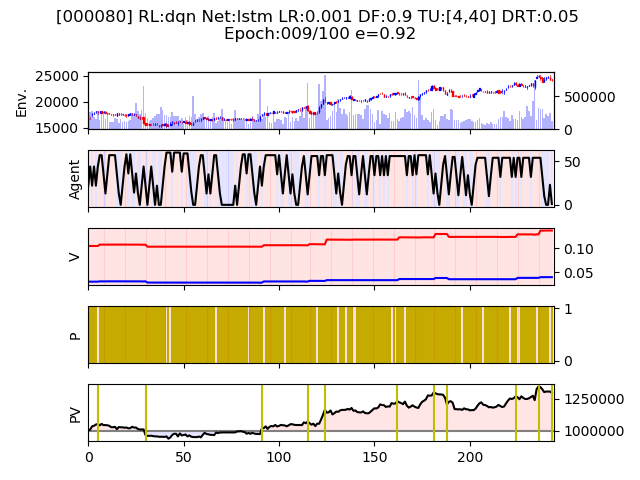 [000080] RL:dqn Net:lstm LR:0.001 DF:0.9 TU:[4,40] DRT:0.05
Epoch:009/100 e=0.92
Env.
25000
20000
15000
500000
0
Agent
50
0
V
0.10
0.05
P
1
0
PV
1250000
1000000
0 50 100 150 200